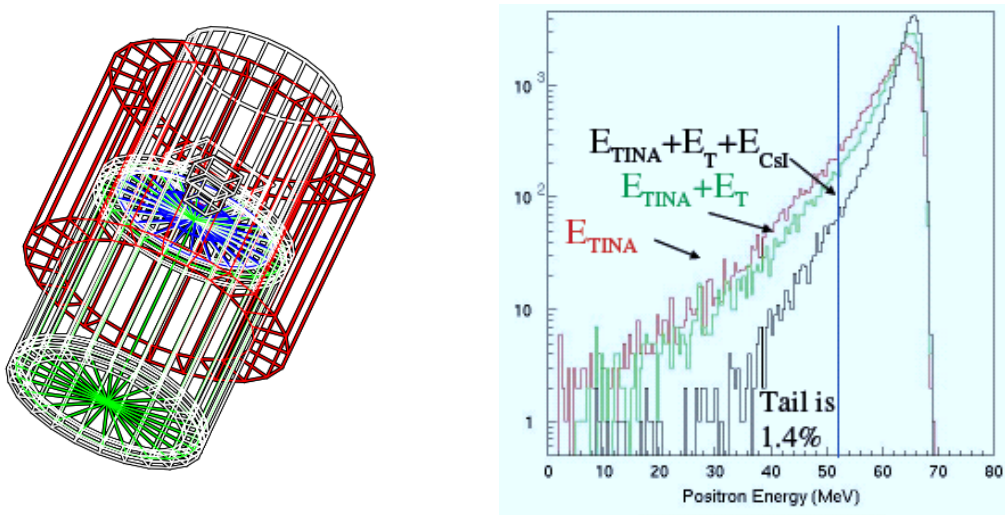 10³
10²
10
1
E_TINA+E_T+E_CsI
E_TINA+E_T
E_TINA
Tail is
1.4%
0 10 20 30 40 50 60 70 80
Positron Energy (MeV)